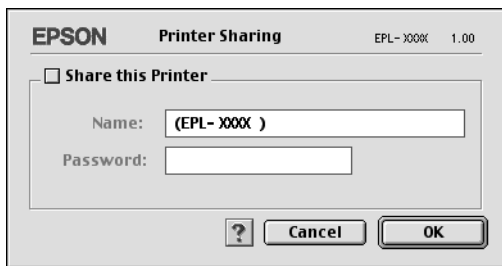 EPSON Printer Sharing EPL-XXXX 1.00
Share this Printer
Name: (EPL-XXXX )
Password:
? Cancel OK